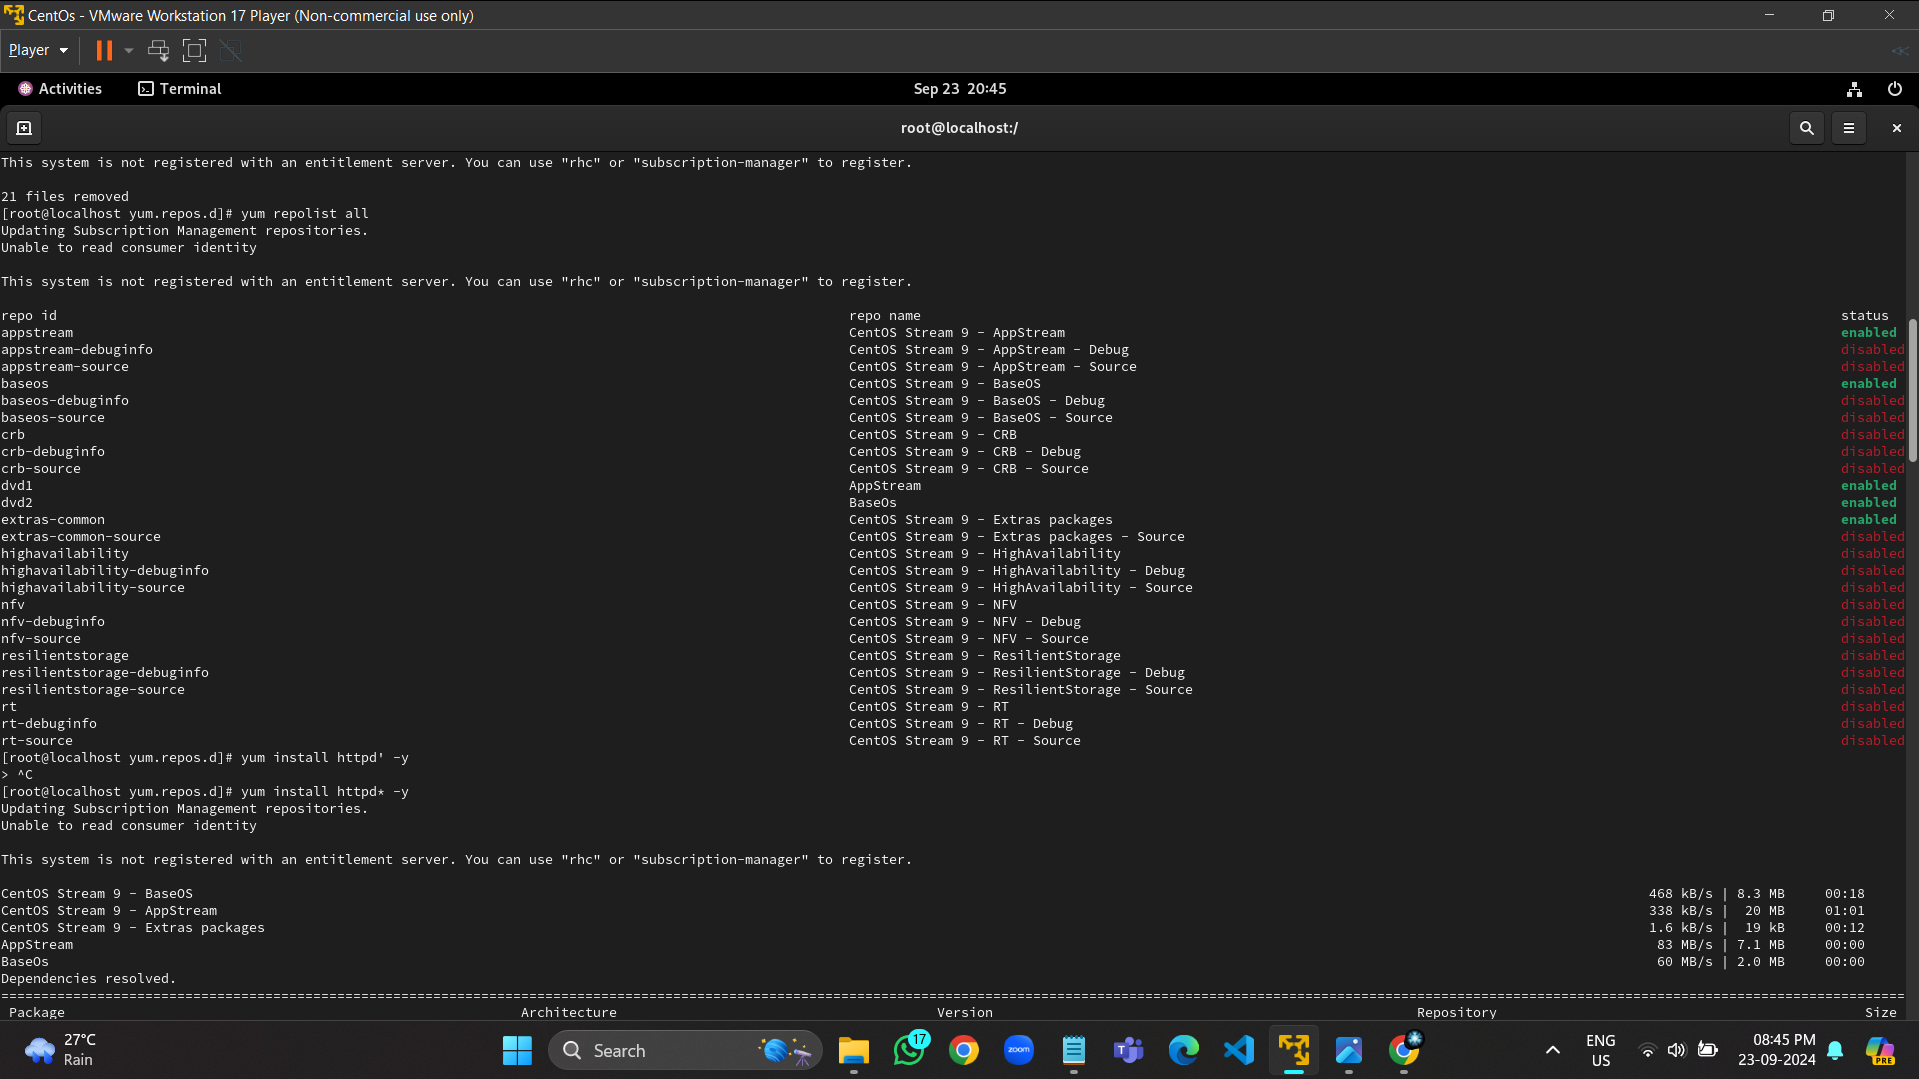 CentOs - VMware Workstation 17 Player (Non-commercial use only)
Player
Activities Terminal Sep 23 20:45
root@localhost:/
This system is not registered with an entitlement server. You can use "rhc" or "subscription-manager" to register.
21 files removed
[root@localhost yum.repos.d]# yum repolist all
Updating Subscription Management repositories.
Unable to read consumer identity
This system is not registered with an entitlement server. You can use "rhc" or "subscription-manager" to register.
repo id repo name status
appstream CentOS Stream 9 - AppStream enabled
appstream-debuginfo CentOS Stream 9 - AppStream - Debug disabled
appstream-source CentOS Stream 9 - AppStream - Source disabled
baseos CentOS Stream 9 - BaseOS enabled
baseos-debuginfo CentOS Stream 9 - BaseOS - Debug disabled
baseos-source CentOS Stream 9 - BaseOS - Source disabled
crb CentOS Stream 9 - CRB disabled
crb-debuginfo CentOS Stream 9 - CRB - Debug disabled
crb-source CentOS Stream 9 - CRB - Source disabled
dvd1 AppStream enabled
dvd2 BaseOs enabled
extras-common CentOS Stream 9 - Extras packages enabled
extras-common-source CentOS Stream 9 - Extras packages - Source disabled
highavailability CentOS Stream 9 - HighAvailability disabled
highavailability-debuginfo CentOS Stream 9 - HighAvailability - Debug disabled
highavailability-source CentOS Stream 9 - HighAvailability - Source disabled
nfv CentOS Stream 9 - NFV disabled
nfv-debuginfo CentOS Stream 9 - NFV - Debug disabled
nfv-source CentOS Stream 9 - NFV - Source disabled
resilientstorage CentOS Stream 9 - ResilientStorage disabled
resilientstorage-debuginfo CentOS Stream 9 - ResilientStorage - Debug disabled
resilientstorage-source CentOS Stream 9 - ResilientStorage - Source disabled
rt CentOS Stream 9 - RT disabled
rt-debuginfo CentOS Stream 9 - RT - Debug disabled
rt-source CentOS Stream 9 - RT - Source disabled
[root@localhost yum.repos.d]# yum install httpd' -y
> ^C
[root@localhost yum.repos.d]# yum install httpd* -y
Updating Subscription Management repositories.
Unable to read consumer identity
This system is not registered with an entitlement server. You can use "rhc" or "subscription-manager" to register.
CentOS Stream 9 - BaseOS 468 kB/s | 8.3 MB 00:18
CentOS Stream 9 - AppStream 338 kB/s | 20 MB 01:01
CentOS Stream 9 - Extras packages 1.6 kB/s | 19 kB 00:12
AppStream 83 MB/s | 7.1 MB 00:00
BaseOs 60 MB/s | 2.0 MB 00:00
Dependencies resolved.
Package Architecture Version Repository Size
27°C
Rain
Search
17
zoom
ENG
US
08:45 PM
23-09-2024
PRE